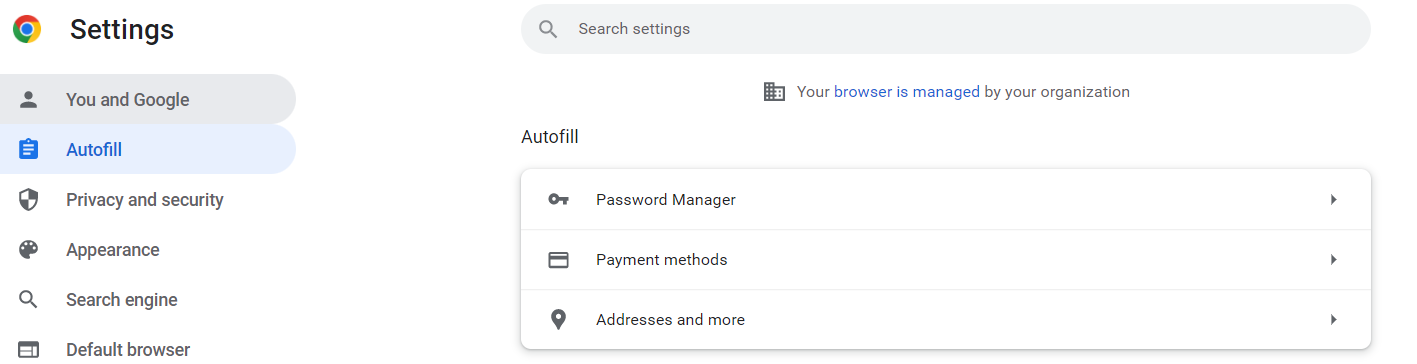 Settings
Search settings
You and Google
Your browser is managed by your organization
Autofill
Autofill
Password Manager
Privacy and security
Appearance
Payment methods
Search engine
Addresses and more
Default browser